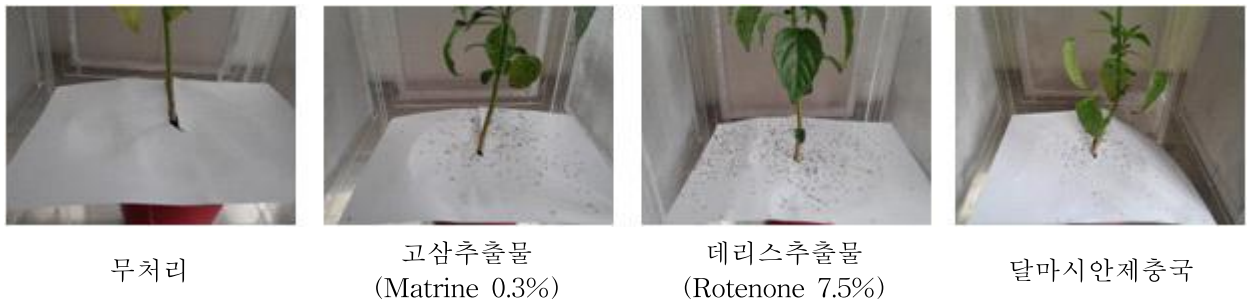 무처리
고삼추출물
(Matrine 0.3%)
데리스추출물
(Rotenone 7.5%)
달마시안제충국